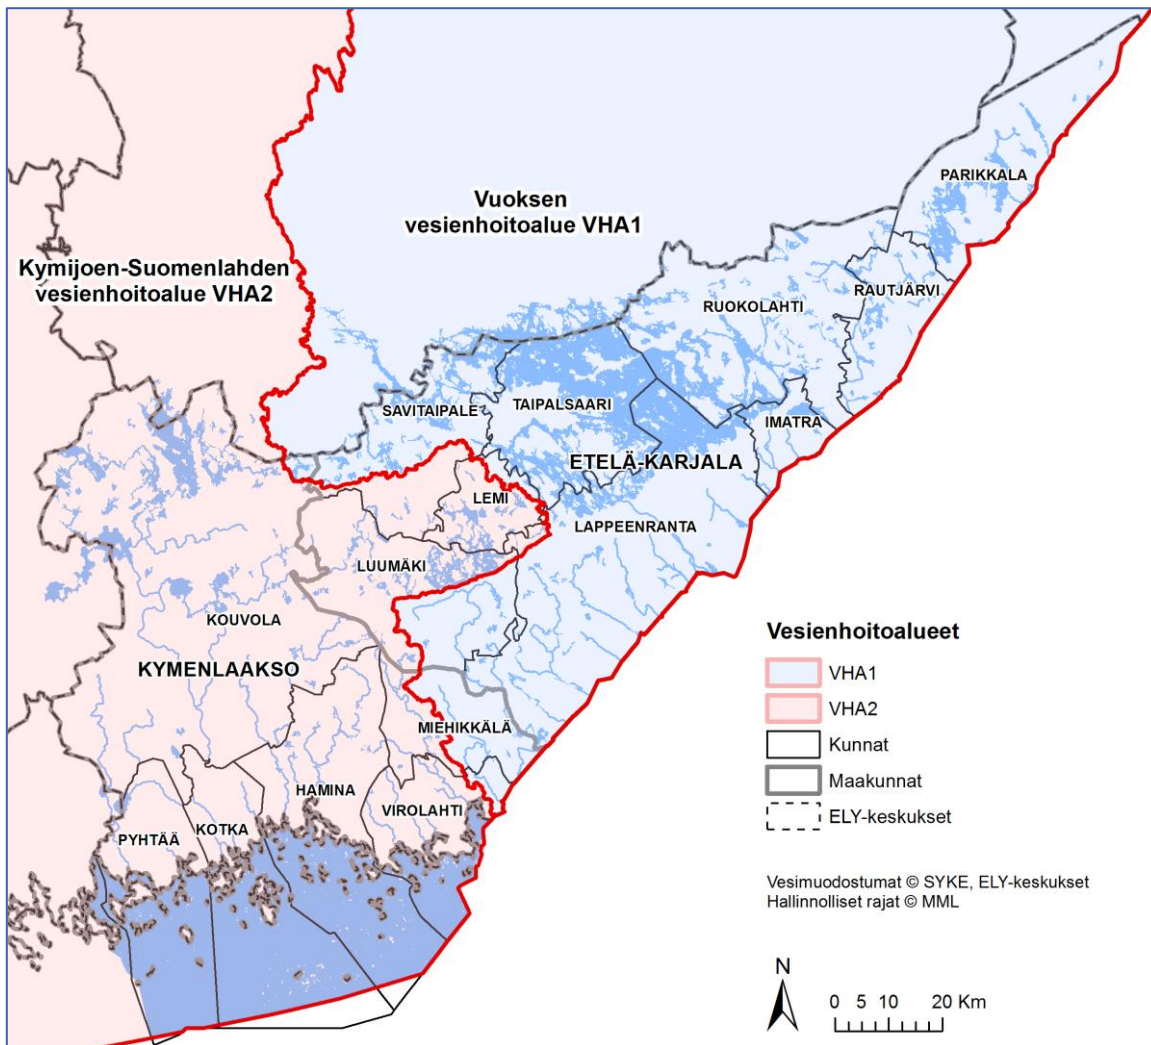 PARIKKALA
Vuoksen
vesienhoitoalue VHA1
Kymijoen-Suomenlahden
vesienhoitoalue VHA2
RAUTJÄRVI
RUOKOLAHTI
SAVITAIPALE
TAIPALSAARI
IMATRA
ETELÄ-KARJALA
LEMI
LAPPEENRANTA
LUUMÄKI
KOUVOLA
KYMENLAAKSO
MIEHIKKÄLÄ
HAMINA
VIROLAHTI
KOTKA
PYHTÄÄ
Vesienhoitoalueet
VHA1
VHA2
Kunnat
Maakunnat
ELY-keskukset
Vesimuodostumat © SYKE, ELY-keskukset
Hallinnolliset rajat © MML
N
0 5 10 20 Km